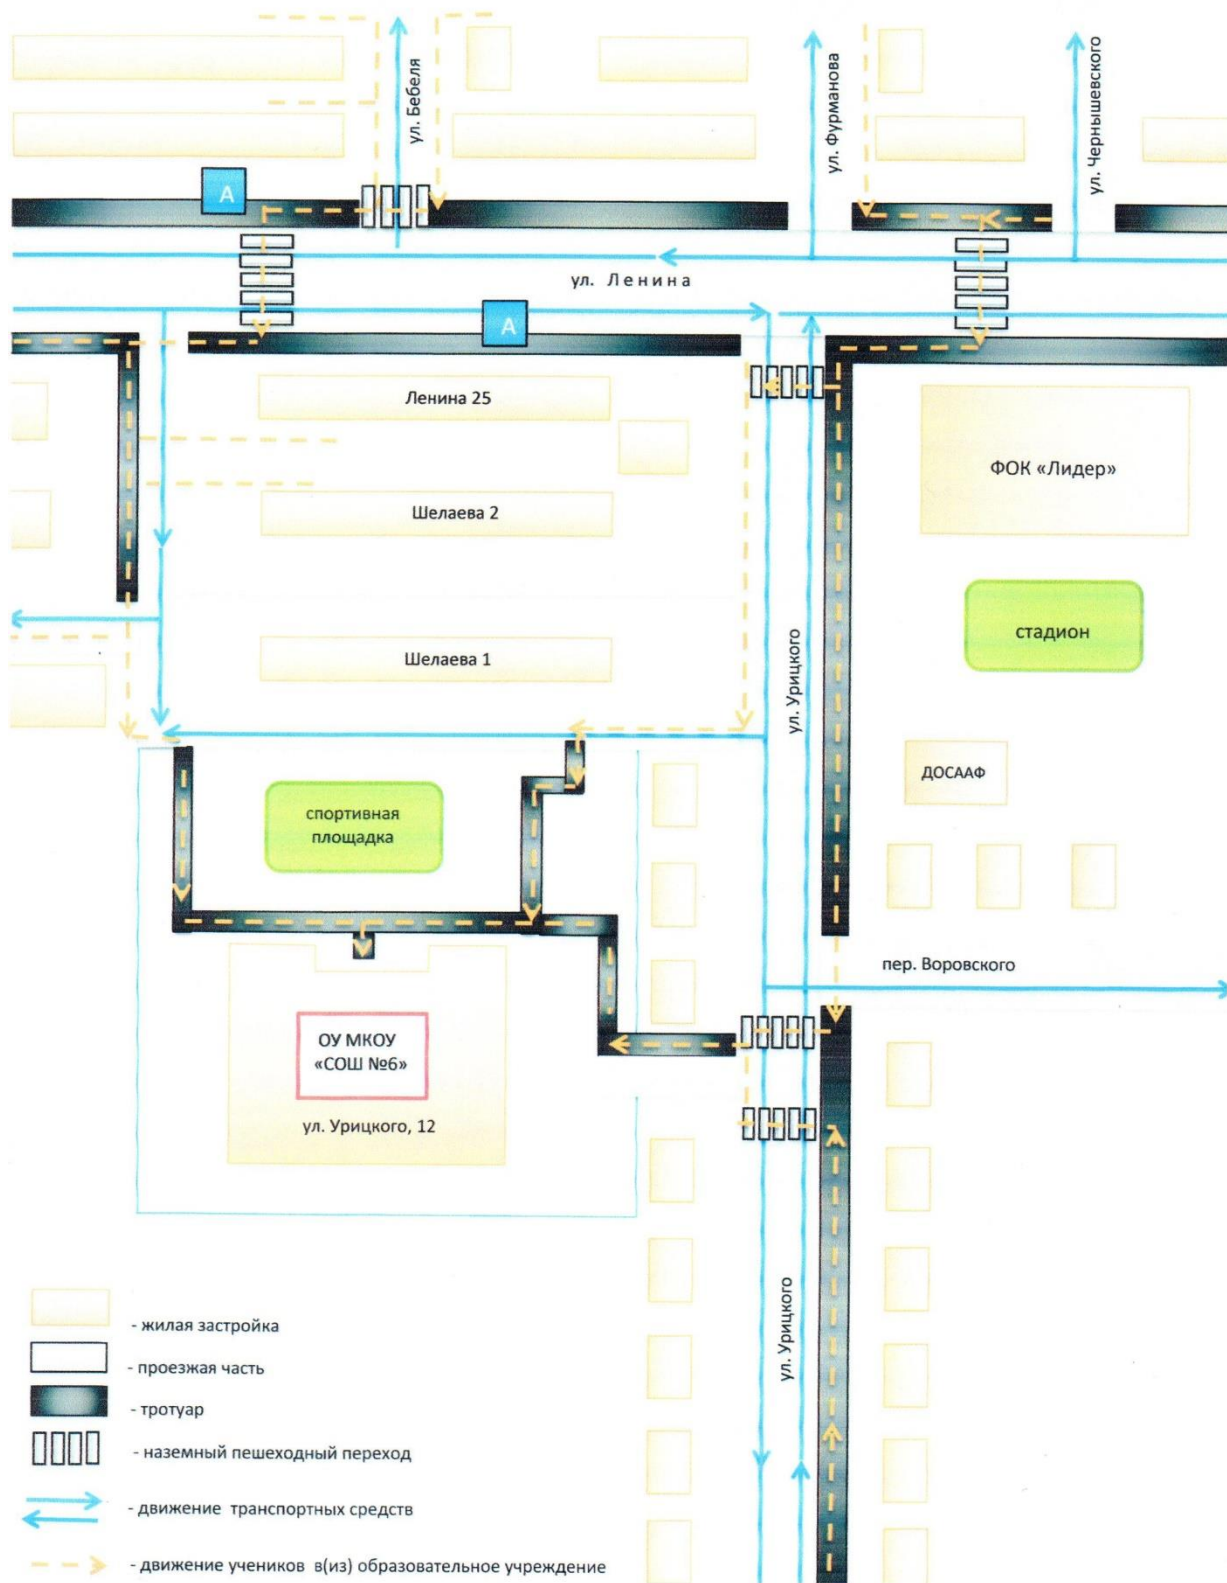 ул. Бебеля
ул. Фурманова
ул. Чернышевского
А
ул. Ленина
А
Ленина 25
ФОК «Лидер»
Шелаева 2
стадион
Шелаева 1
ул. Урицкого
ДОСААФ
спортивная
площадка
пер. Воровского
ОУ МКОУ
«СОШ №6»
ул. Урицкого, 12
ул. Урицкого
- жилая застройка
- проезжая часть
- тротуар
- наземный пешеходный переход
- движение транспортных средств
- движение учеников в(из) образовательное учреждение